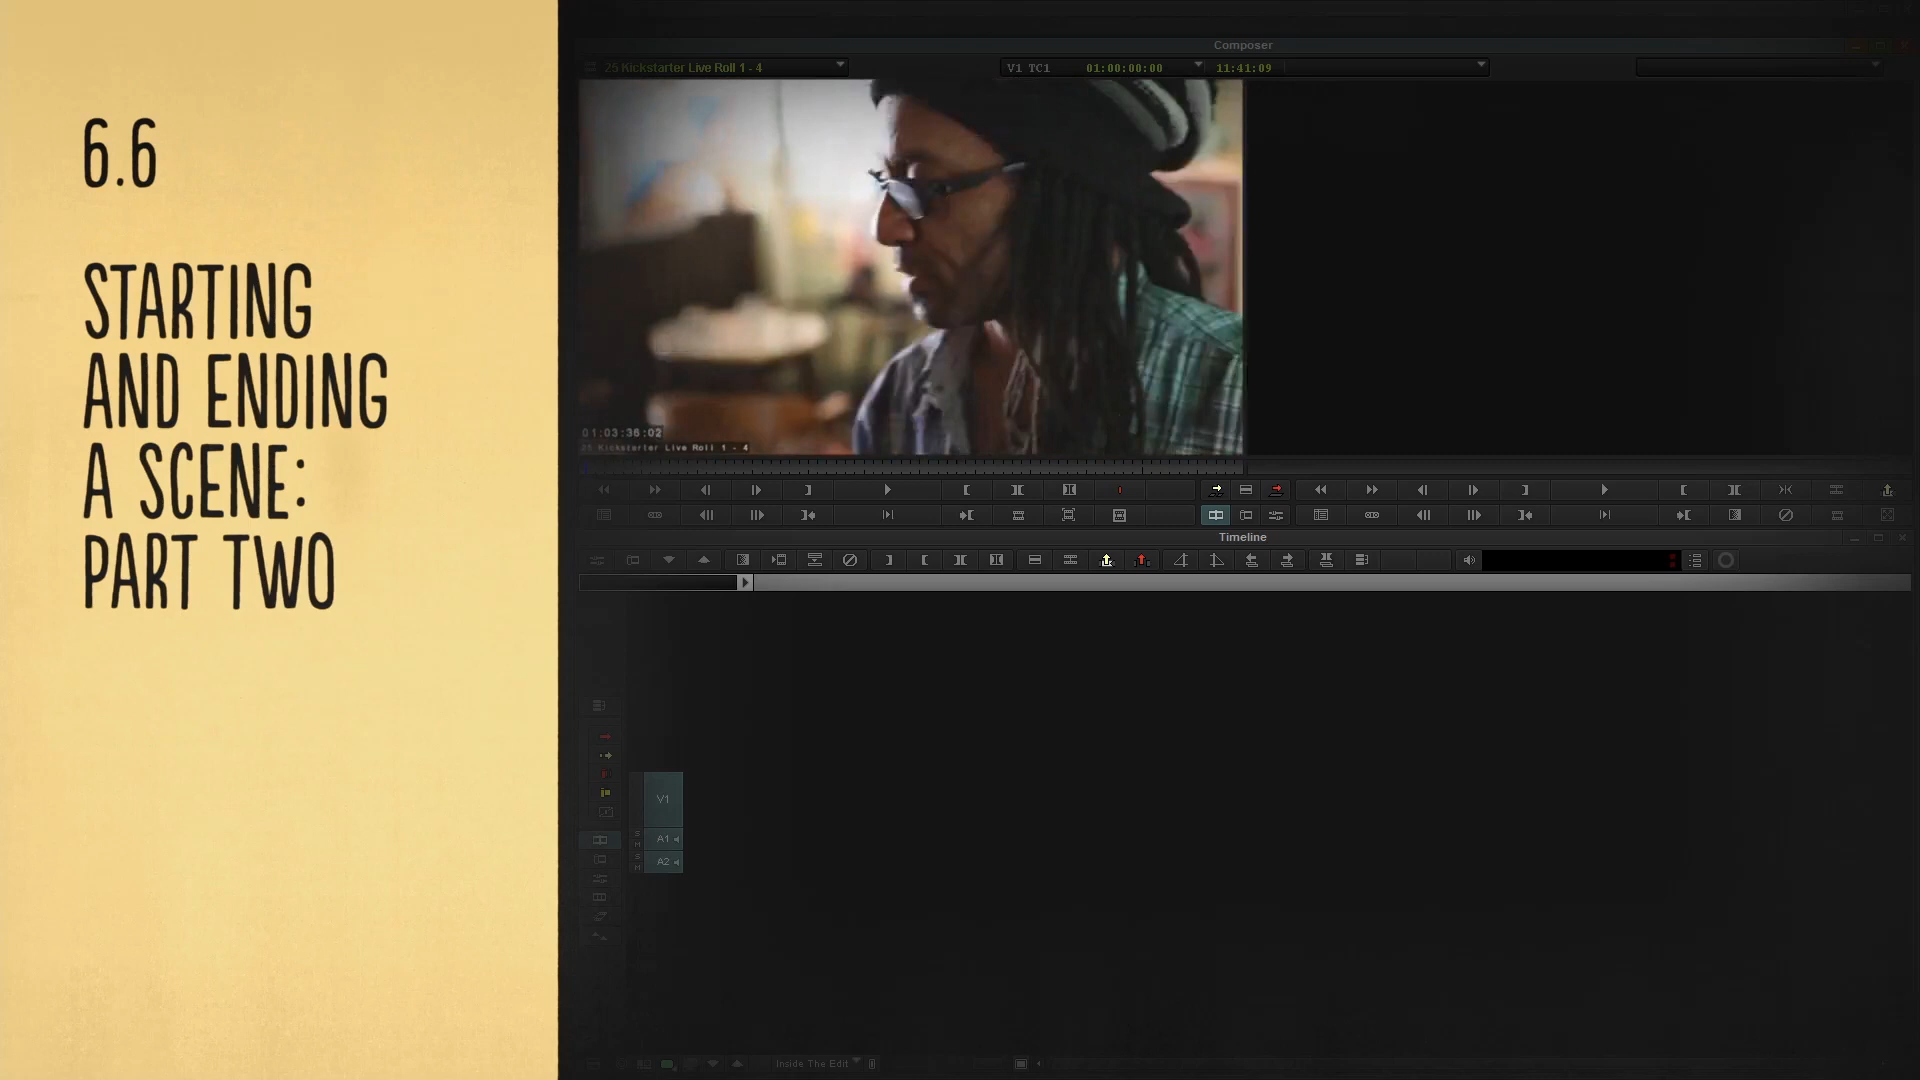 6.6
STARTING
AND ENDING
A SCENE:
PART TWO
Composer
25 Kickstarter Live Roll 1 - 4
V1 TC1 01:00:00:00 11:41:09
01:03:36:02
25 Kickstarter Live Roll 1 - 4
Timeline
V1
S
M
A1
S
M
A2
Inside The Edit